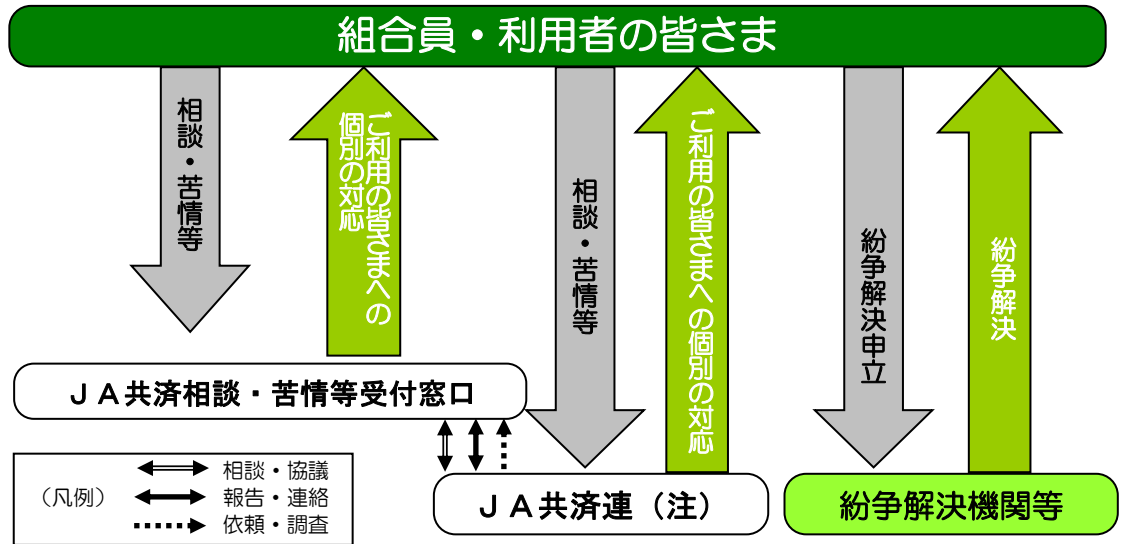 組合員・利用者の皆さま
相談・苦情等
ご利用の皆さまへの
個別の対応
相談・苦情等
ご利用の皆さまへの個別の対応
紛争解決申立
紛争解決
ＪＡ共済相談・苦情等受付窓口
ＪＡ共済連（注）
紛争解決機関等
（凡例）
相談・協議
報告・連絡
依頼・調査